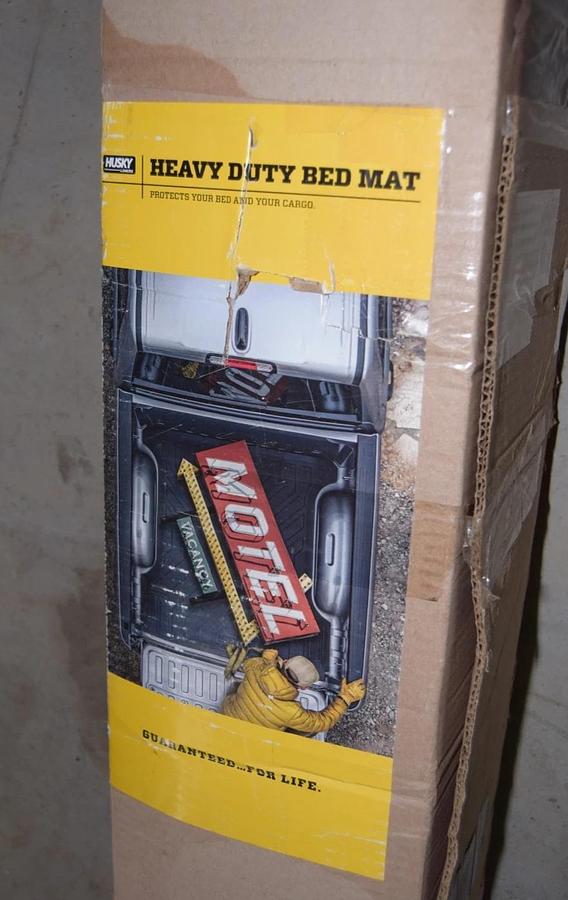 HUSKY
LINERS
HEAVY DUTY BED MAT
PROTECTS YOUR BED AND YOUR CARGO.
MOTEL
VACANCY
GUARANTEED...FOR LIFE.